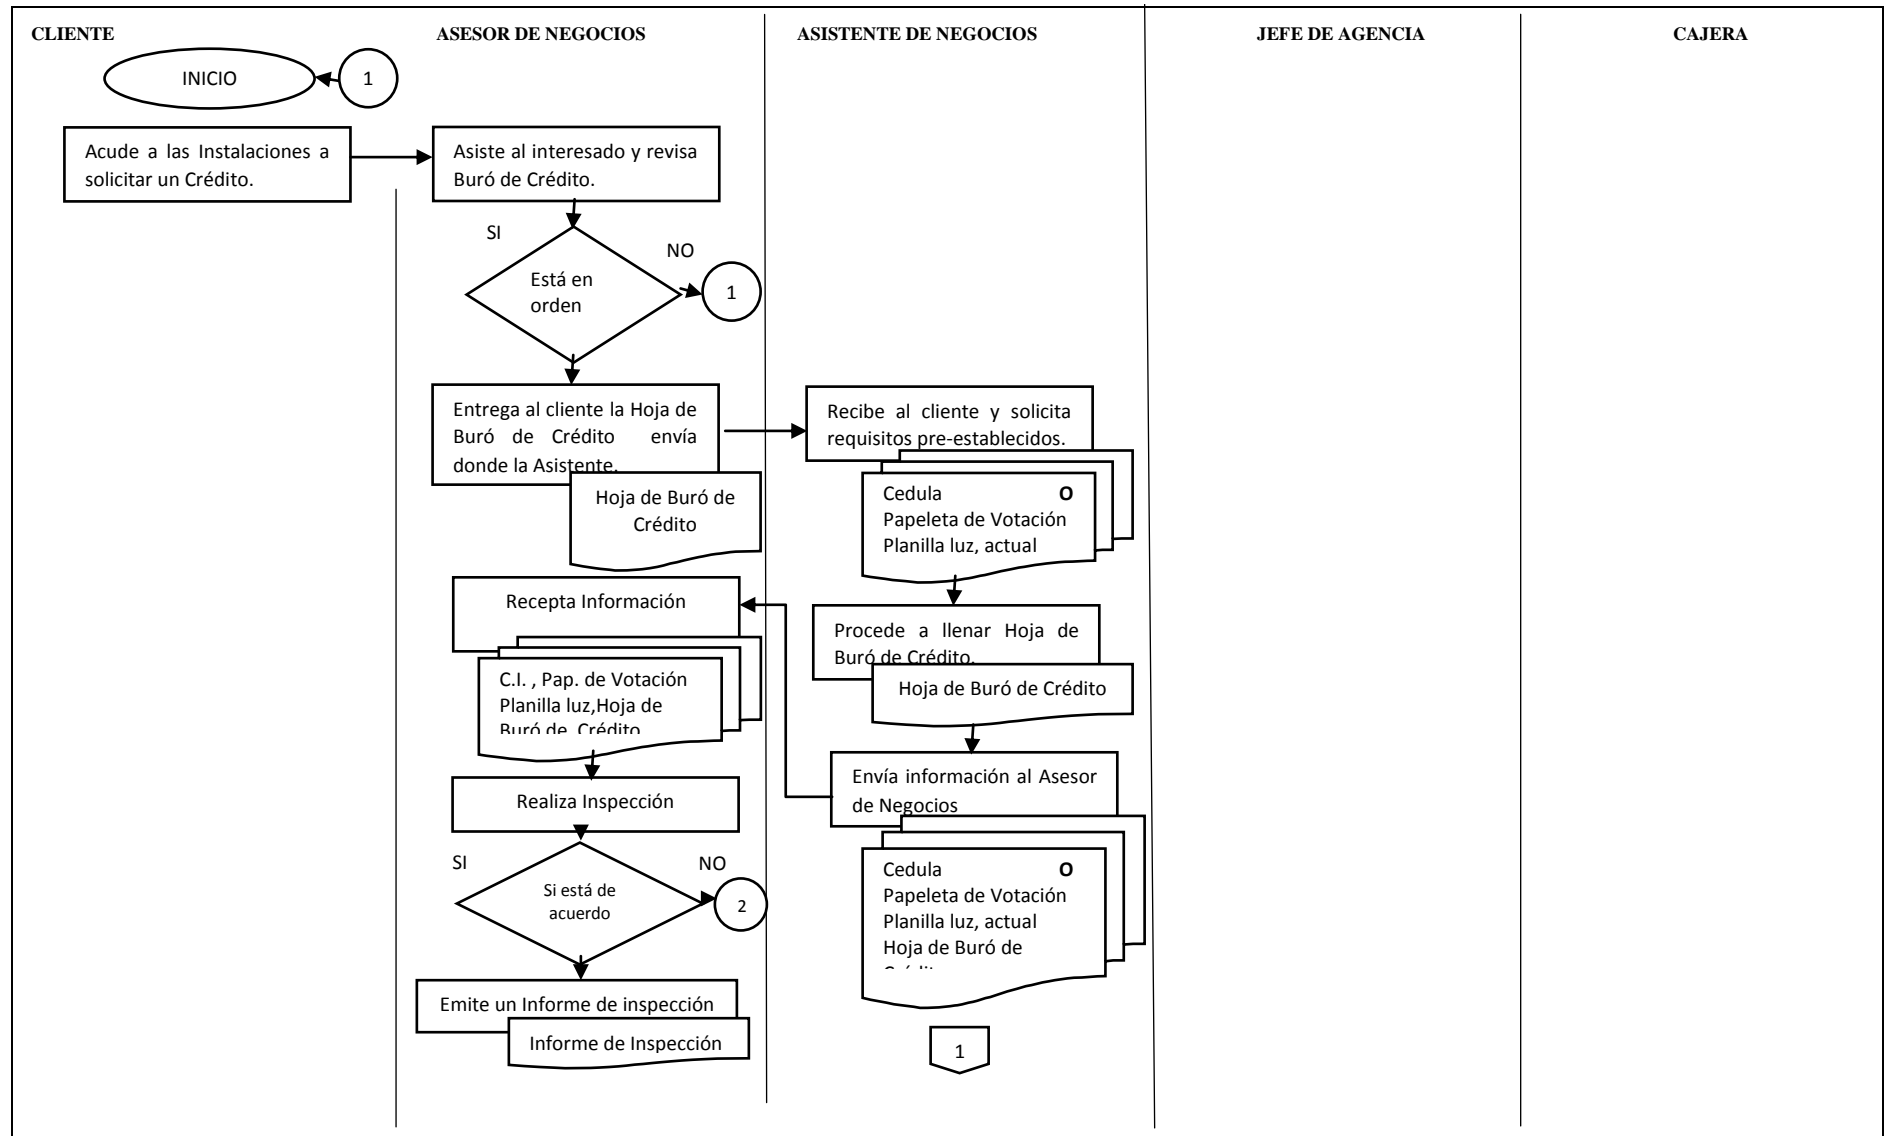 CLIENTE
ASESOR DE NEGOCIOS
ASISTENTE DE NEGOCIOS
JEFE DE AGENCIA
CAJERA
INICIO
1
Acude a las Instalaciones a
solicitar un Crédito.
Asiste al interesado y revisa
Buró de Crédito.
SI
NO
Está en
orden
1
Entrega al cliente la Hoja de
Buró de Crédito envía
donde la Asistente.
Hoja de Buró de
Crédito
Recibe al cliente y solicita
requisitos pre-establecidos.
Cedula O
Papeleta de Votación
Planilla luz, actual
Procede a llenar Hoja de
Buró de Crédito.
Hoja de Buró de Crédito
Envía información al Asesor
de Negocios
Cedula O
Papeleta de Votación
Planilla luz, actual
Hoja de Buró de
Recepta Información
C.I. , Pap. de Votación
Planilla luz,Hoja de
Buró de Crédito
Realiza Inspección
SI
NO
Si está de
acuerdo
2
Emite un Informe de inspección
Informe de Inspección
1